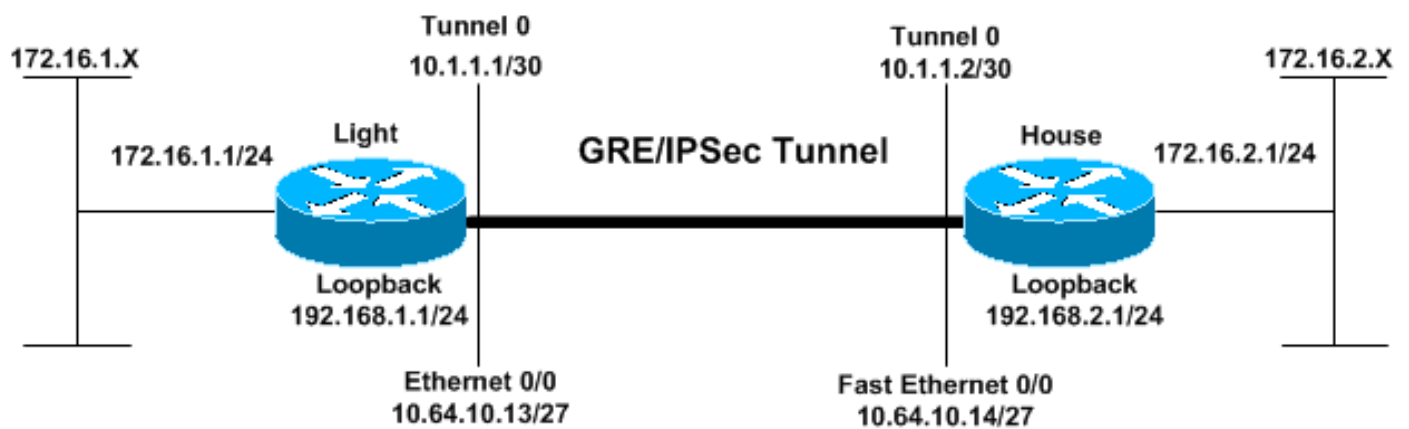 Tunnel 0
10.1.1.1/30
Tunnel 0
10.1.1.2/30
172.16.1.X
172.16.2.X
Light
House
172.16.1.1/24
GRE/IPSec Tunnel
172.16.2.1/24
Loopback
192.168.1.1/24
Loopback
192.168.2.1/24
Ethernet 0/0
10.64.10.13/27
Fast Ethernet 0/0
10.64.10.14/27